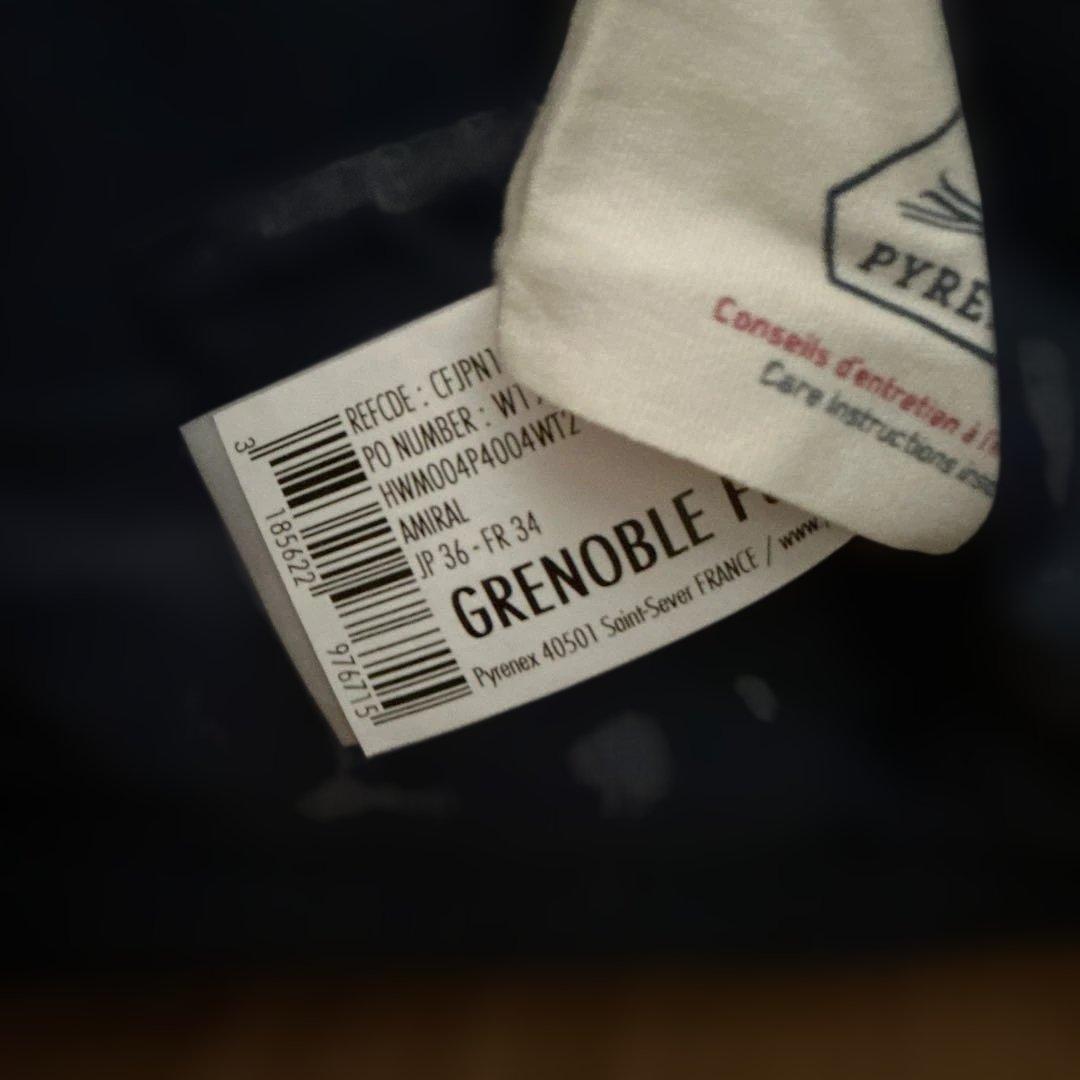 PYRE
Conseils d'entretien à l'
Care instructions
REFCDE : CFJPN1
PO NUMBER : W17
HWM004P4004WT2
AMIRAL
JP 36 - FR 34
GRENOBLE
Pyrenex 40501 Saint-Sever FRANCE / www.
3 185622 976715